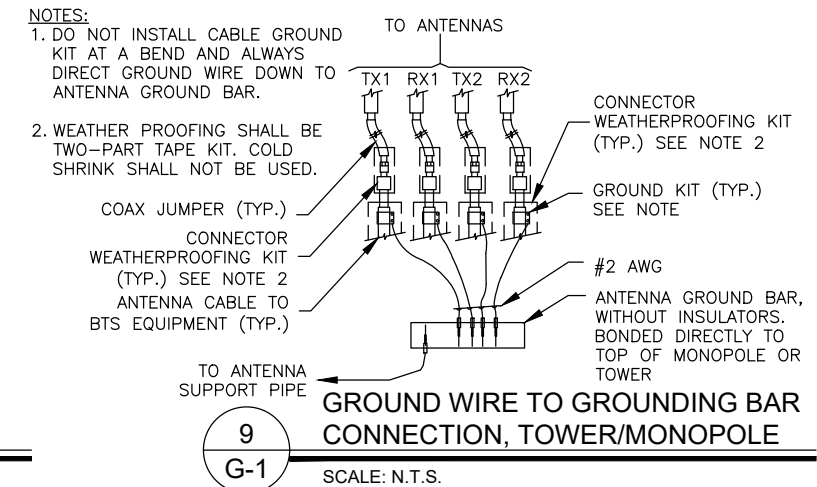 NOTES:
1. DO NOT INSTALL CABLE GROUND
KIT AT A BEND AND ALWAYS
DIRECT GROUND WIRE DOWN TO
ANTENNA GROUND BAR.
2. WEATHER PROOFING SHALL BE
TWO-PART TAPE KIT. COLD
SHRINK SHALL NOT BE USED.
TO ANTENNAS
TX1 RX1 TX2 RX2
COAX JUMPER (TYP.)
CONNECTOR
WEATHERPROOFING KIT
(TYP.) SEE NOTE 2
ANTENNA CABLE TO
BTS EQUIPMENT (TYP.)
CONNECTOR
WEATHERPROOFING KIT
(TYP.) SEE NOTE 2
GROUND KIT (TYP.)
SEE NOTE
#2 AWG
ANTENNA GROUND BAR,
WITHOUT INSULATORS.
BONDED DIRECTLY TO
TOP OF MONOPOLE OR
TOWER
TO ANTENNA
SUPPORT PIPE
9
G-1
GROUND WIRE TO GROUNDING BAR
CONNECTION, TOWER/MONOPOLE
SCALE: N.T.S.